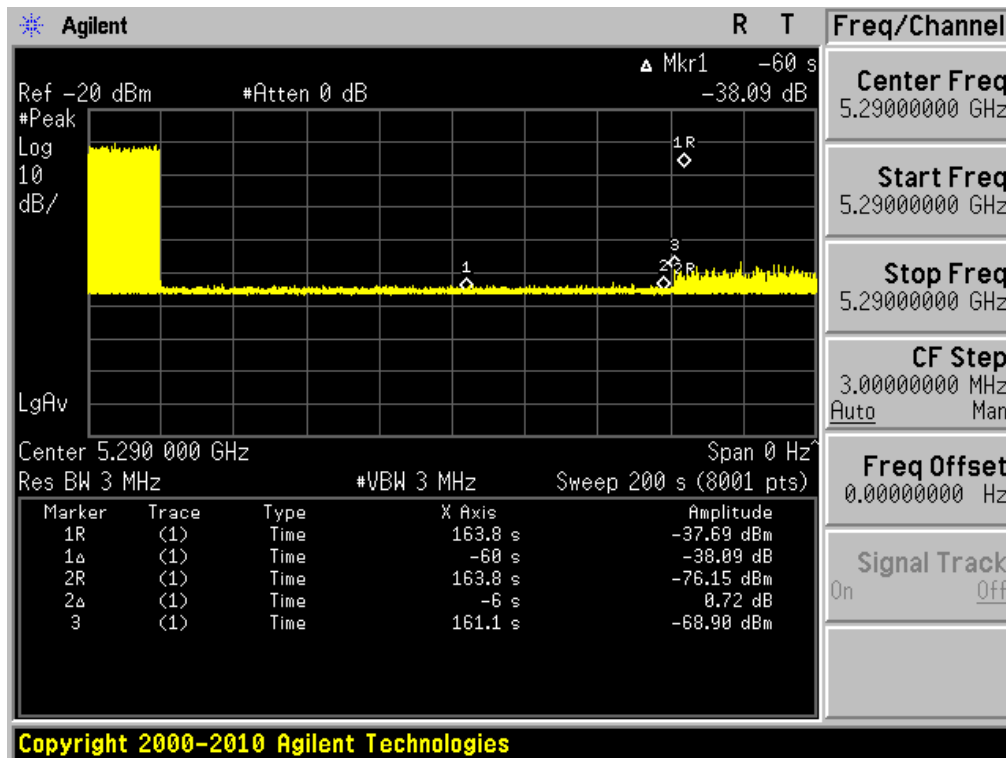 Agilent R T
Freq/Channel
Δ Mkr1 -60 s
Ref -20 dBm #Atten 0 dB -38.09 dB
#Peak
Log
10
dB/
1R
1
3
2
2R
LgAv
Center 5.290 000 GHz Span 0 Hz^
Res BW 3 MHz #VBW 3 MHz Sweep 200 s (8001 pts)
Marker Trace Type X Axis Amplitude
1R (1) Time 163.8 s -37.69 dBm
1Δ (1) Time -60 s -38.09 dB
2R (1) Time 163.8 s -76.15 dBm
2Δ (1) Time -6 s 0.72 dB
3 (1) Time 161.1 s -68.90 dBm
Center Freq
5.29000000 GHz
Start Freq
5.29000000 GHz
Stop Freq
5.29000000 GHz
CF Step
3.00000000 MHz
Auto Man
Freq Offset
0.00000000 Hz
Signal Track
On Off
Copyright 2000-2010 Agilent Technologies